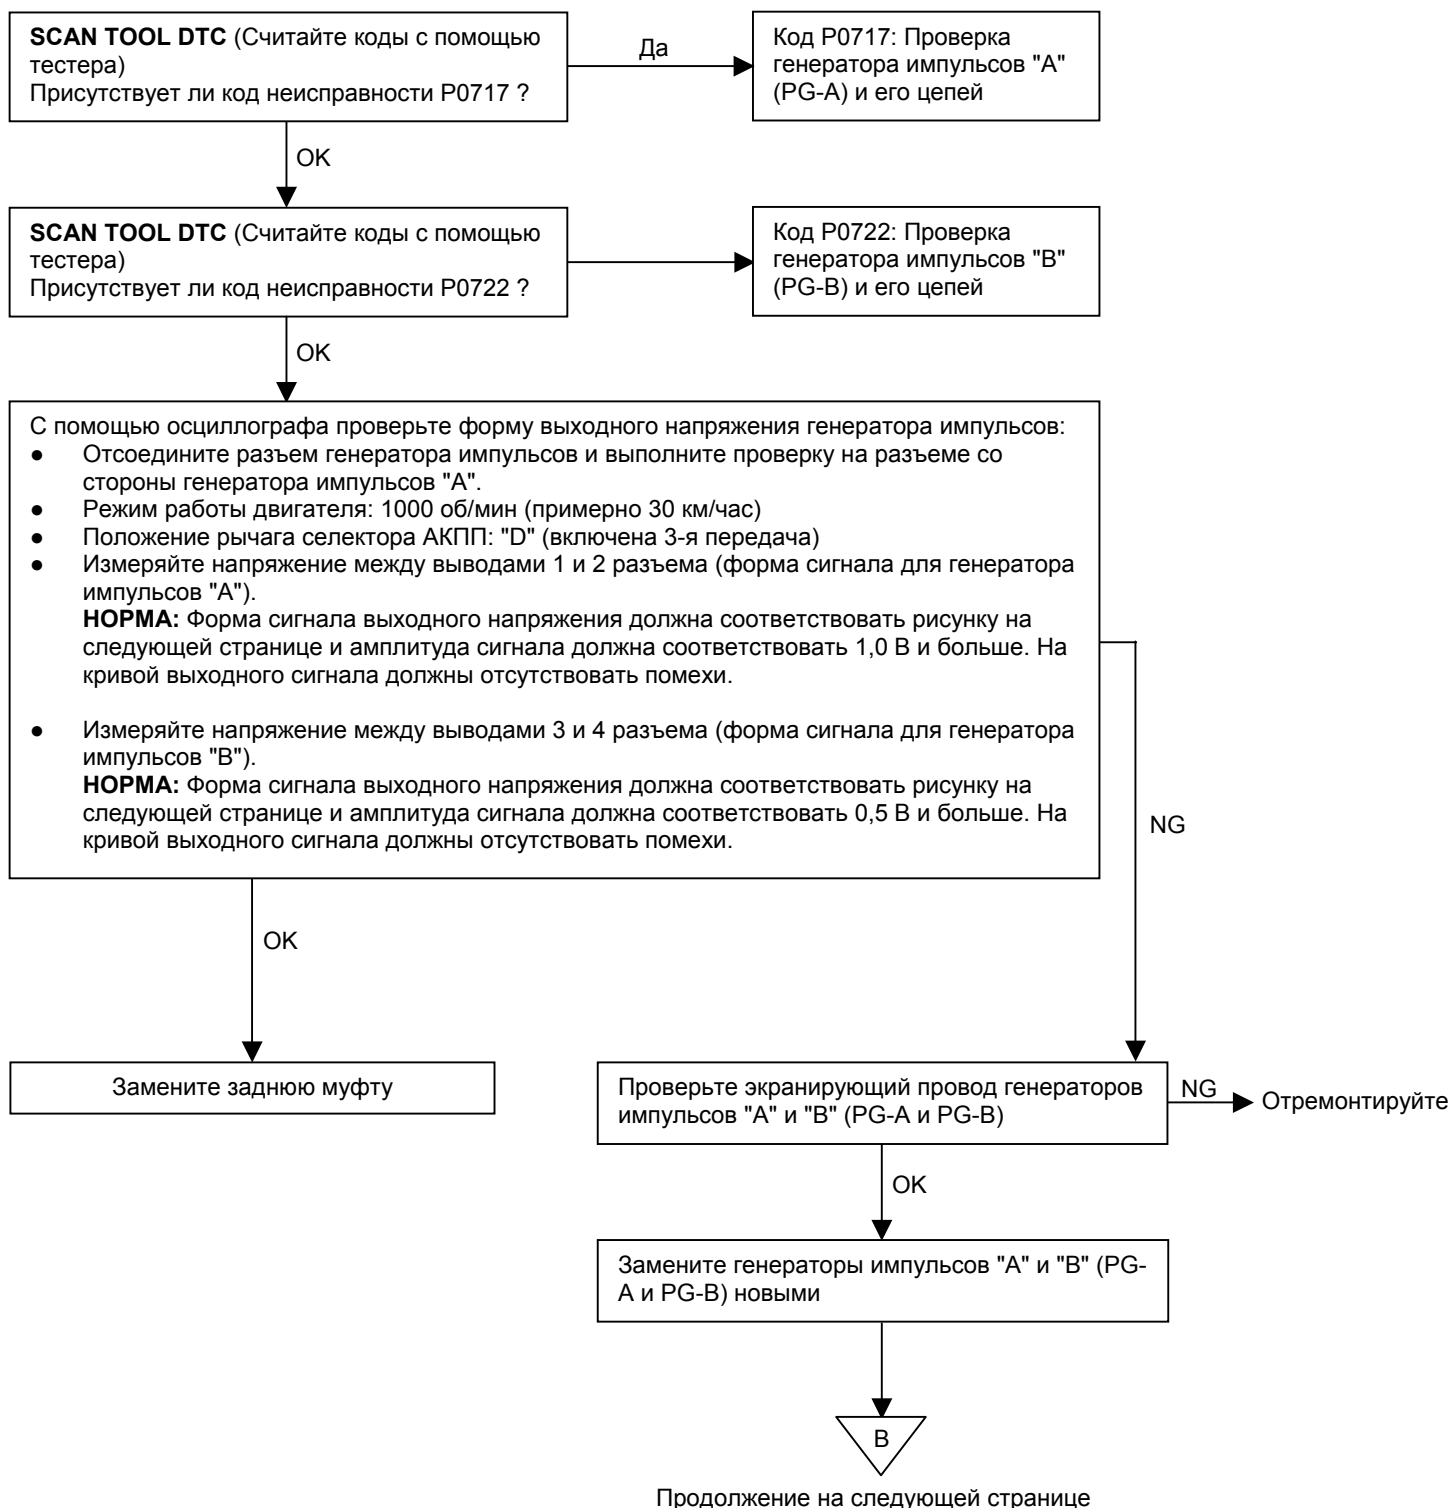 SCAN TOOL DTC (Считайте коды с помощью
тестера)
Присутствует ли код неисправности P0717 ?
Да
Код P0717: Проверка
генератора импульсов "А"
(PG-A) и его цепей
OK
SCAN TOOL DTC (Считайте коды с помощью
тестера)
Присутствует ли код неисправности P0722 ?
Код P0722: Проверка
генератора импульсов "В"
(PG-B) и его цепей
OK
С помощью осциллографа проверьте форму выходного напряжения генератора импульсов:
● Отсоедините разъем генератора импульсов и выполните проверку на разъеме со
стороны генератора импульсов "А".
● Режим работы двигателя: 1000 об/мин (примерно 30 км/час)
● Положение рычага селектора АКПП: "D" (включена 3-я передача)
● Измеряйте напряжение между выводами 1 и 2 разъема (форма сигнала для генератора
импульсов "А").
НОРМА: Форма сигнала выходного напряжения должна соответствовать рисунку на
следующей странице и амплитуда сигнала должна соответствовать 1,0 В и больше. На
кривой выходного сигнала должны отсутствовать помехи.
● Измеряйте напряжение между выводами 3 и 4 разъема (форма сигнала для генератора
импульсов "В").
НОРМА: Форма сигнала выходного напряжения должна соответствовать рисунку на
следующей странице и амплитуда сигнала должна соответствовать 0,5 В и больше. На
кривой выходного сигнала должны отсутствовать помехи.
NG
OK
Замените заднюю муфту
Проверьте экранирующий провод генераторов
импульсов "А" и "В" (PG-A и PG-B)
NG
Отремонтируйте
OK
Замените генераторы импульсов "А" и "В" (PG-
A и PG-B) новыми
В
Продолжение на следующей странице